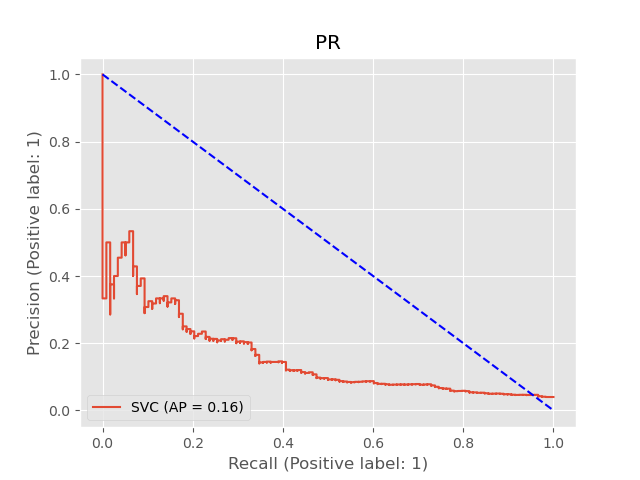 PR
Precision (Positive label: 1)
1.0
0.8
0.6
0.4
0.2
0.0
SVC (AP = 0.16)
0.0 0.2 0.4 0.6 0.8 1.0
Recall (Positive label: 1)